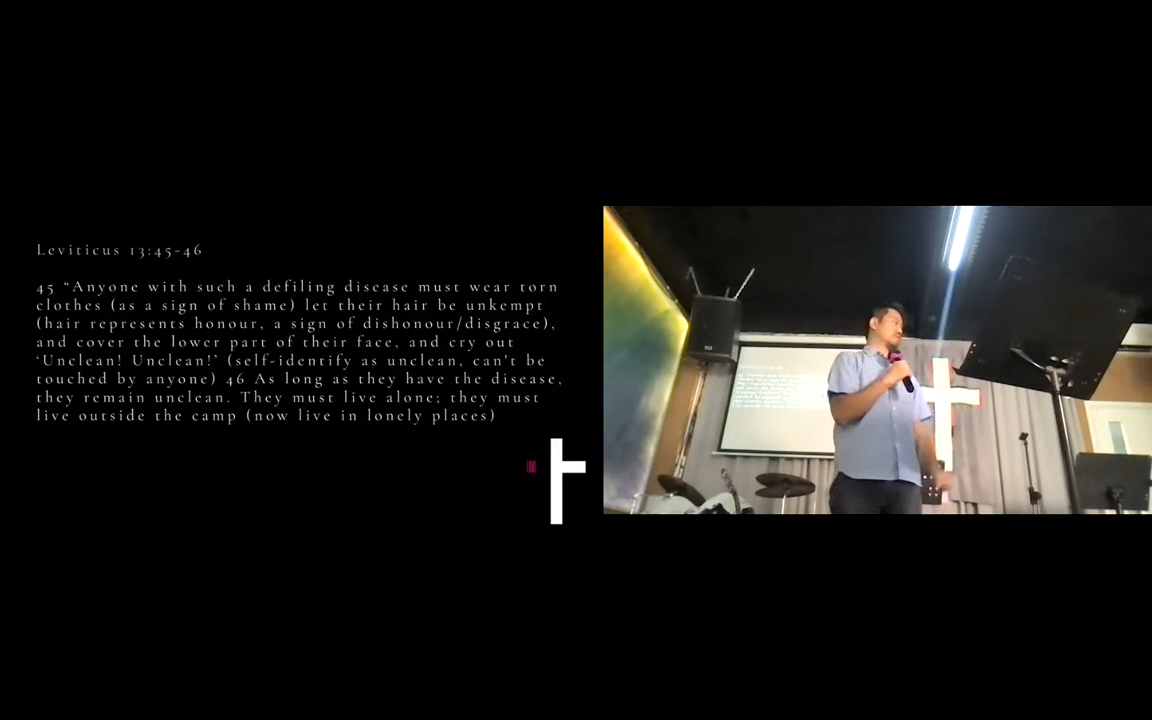 Leviticus 13:45-46
45 “Anyone with such a defiling disease must wear torn
clothes (as a sign of shame) let their hair be unkempt
(hair represents honour, a sign of dishonour/disgrace),
and cover the lower part of their face, and cry out
‘Unclean! Unclean!’ (self-identify as unclean, can't be
touched by anyone) 46 As long as they have the disease,
they remain unclean. They must live alone; they must
live outside the camp (now live in lonely places)